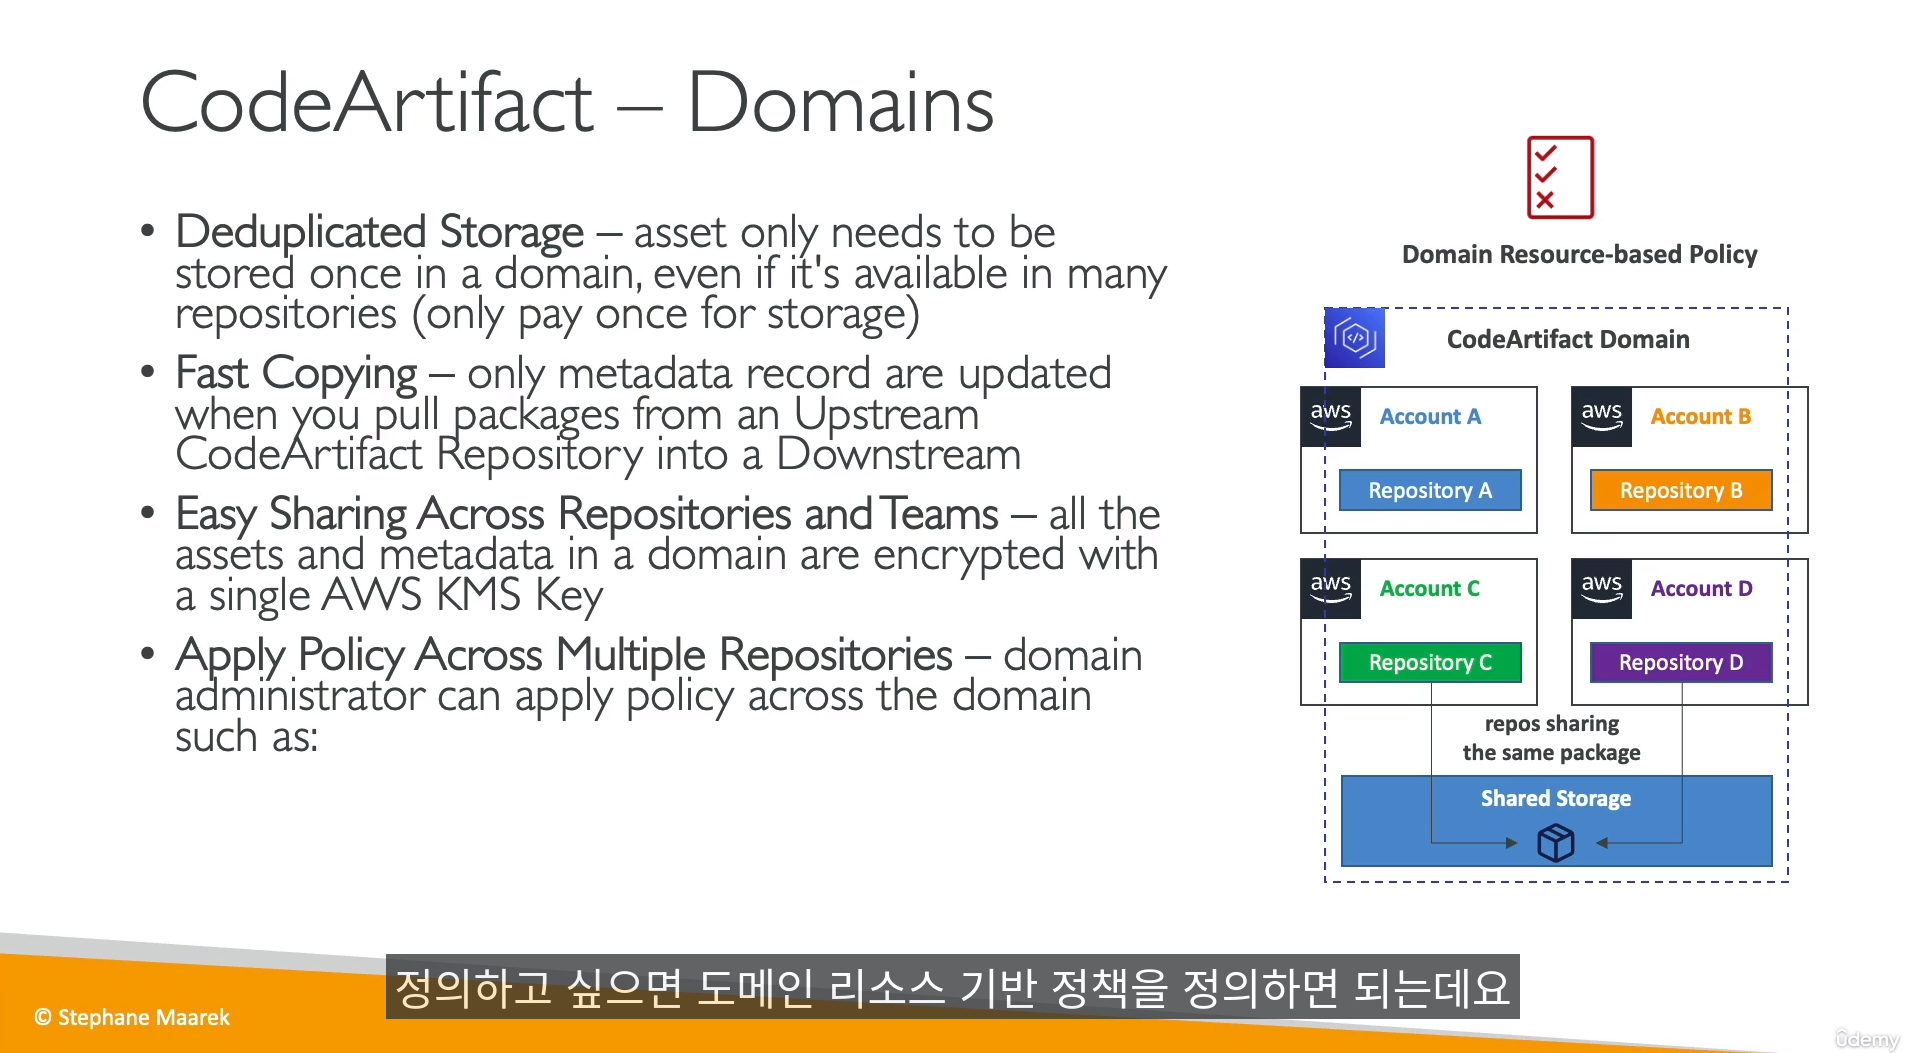 CodeArtifact – Domains
• Deduplicated Storage – asset only needs to be
stored once in a domain, even if it's available in many
repositories (only pay once for storage)
• Fast Copying – only metadata record are updated
when you pull packages from an Upstream
CodeArtifact Repository into a Downstream
• Easy Sharing Across Repositories and Teams – all the
assets and metadata in a domain are encrypted with
a single AWS KMS Key
• Apply Policy Across Multiple Repositories – domain
administrator can apply policy across the domain
such as:
Domain Resource-based Policy
CodeArtifact Domain
aws
Account A
Repository A
aws
Account B
Repository B
aws
Account C
Repository C
aws
Account D
Repository D
repos sharing
the same package
Shared Storage
정의하고 싶으면 도메인 리소스 기반 정책을 정의하면 되는데요
© Stephane Maarek
ûdemy